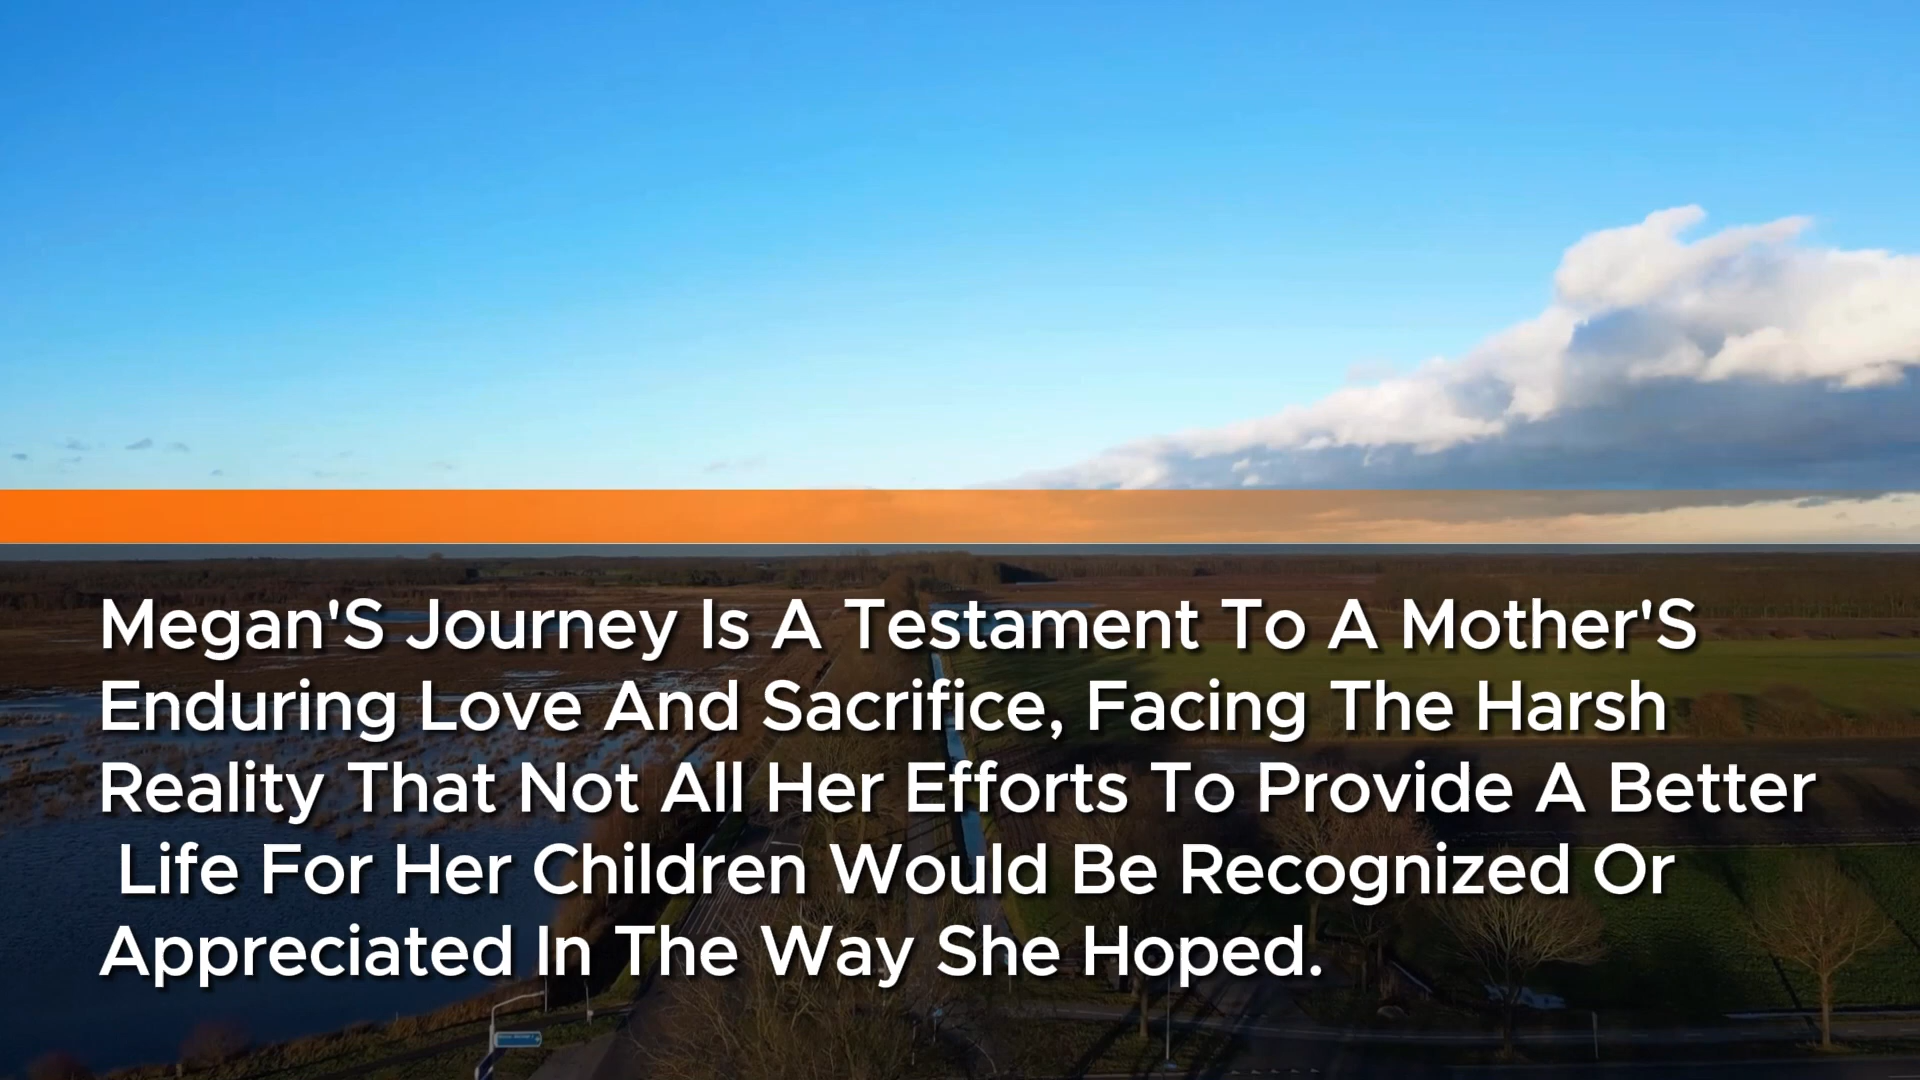 Megan'S Journey Is A Testament To A Mother'S
Enduring Love And Sacrifice, Facing The Harsh
Reality That Not All Her Efforts To Provide A Better
Life For Her Children Would Be Recognized Or
Appreciated In The Way She Hoped.